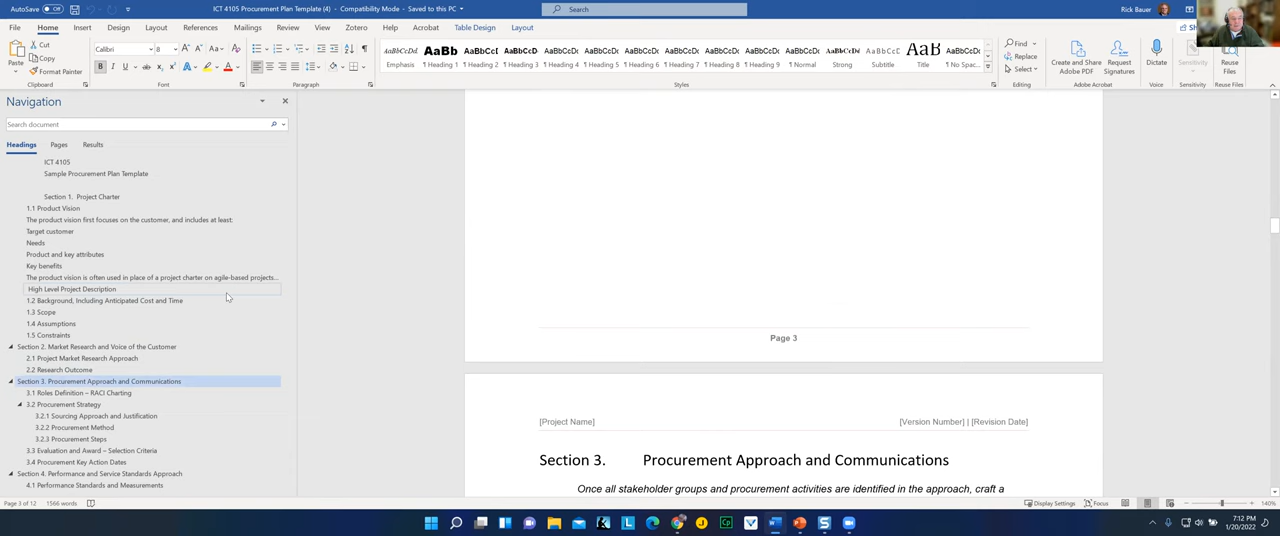 AutoSave Off
ICT 4105 Procurement Plan Template (4) - Compatibility Mode - Saved to this PC
Search
Rick Bauer
File Home Insert Draw Design Layout References Mailings Review View Zotero Help Acrobat Table Design Layout
Paste
Cut
Copy
Format Painter
Calibri 8
AaBbCcDd. AaBb AaBbCcD AaBbCcDd AaB
Emphasis ¶ Heading 1 ¶ Heading 2 ¶ Heading 3 ¶ Heading 4 ¶ Heading 5 ¶ Heading 6 ¶ Heading 7 ¶ Heading 8 ¶ Heading 9 ¶ Normal Strong Subtitle Title ¶ No Spac...
Find
Replace
Select
Create and Share Adobe PDF
Request Signatures
Dictate
Sensitivity
Reuse Files
Clipboard Font Paragraph Styles Editing Adobe Acrobat Voice Sensitivity Reuse Files
Navigation
Search document
Headings Pages Results
ICT 4105
Sample Procurement Plan Template
Section 1. Project Charter
1.1 Product Vision
The product vision first focuses on the customer, and includes at least:
Target customer
Needs
Product and key attributes
Key benefits
The product vision is often used in place of a project charter on agile-based projects...
High Level Project Description
1.2 Background, Including Anticipated Cost and Time
1.3 Scope
1.4 Assumptions
1.5 Constraints
Section 2. Market Research and Voice of the Customer
2.1 Project Market Research Approach
2.2 Research Outcome
Section 3. Procurement Approach and Communications
3.1 Roles Definition – RACI Charting
3.2 Procurement Strategy
3.2.1 Sourcing Approach and Justification
3.2.2 Procurement Method
3.2.3 Procurement Steps
3.3 Evaluation and Award – Selection Criteria
3.4 Procurement Key Action Dates
Section 4. Performance and Service Standards Approach
4.1 Performance Standards and Measurements
Page 3
[Project Name] [Version Number] | [Revision Date]
Section 3. Procurement Approach and Communications
Once all stakeholder groups and procurement activities are identified in the approach, craft a
Page 3 of 12 1566 words
Display Settings Focus 140%
7:12 PM
1/20/2022